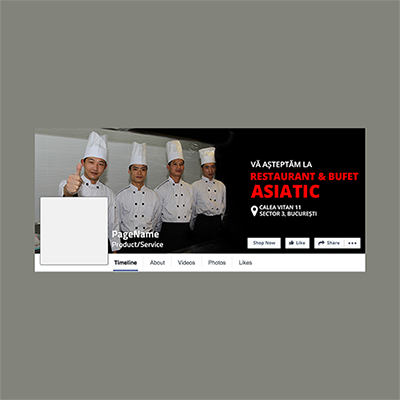 VĂ AȘTEPTĂM LA
RESTAURANT & BUFET
ASIATIC
CALEA VITAN 11
SECTOR 3, BUCUREȘTI
PageName
Product/Service
Shop Now
Like
Share
Timeline
About
Videos
Photos
Likes